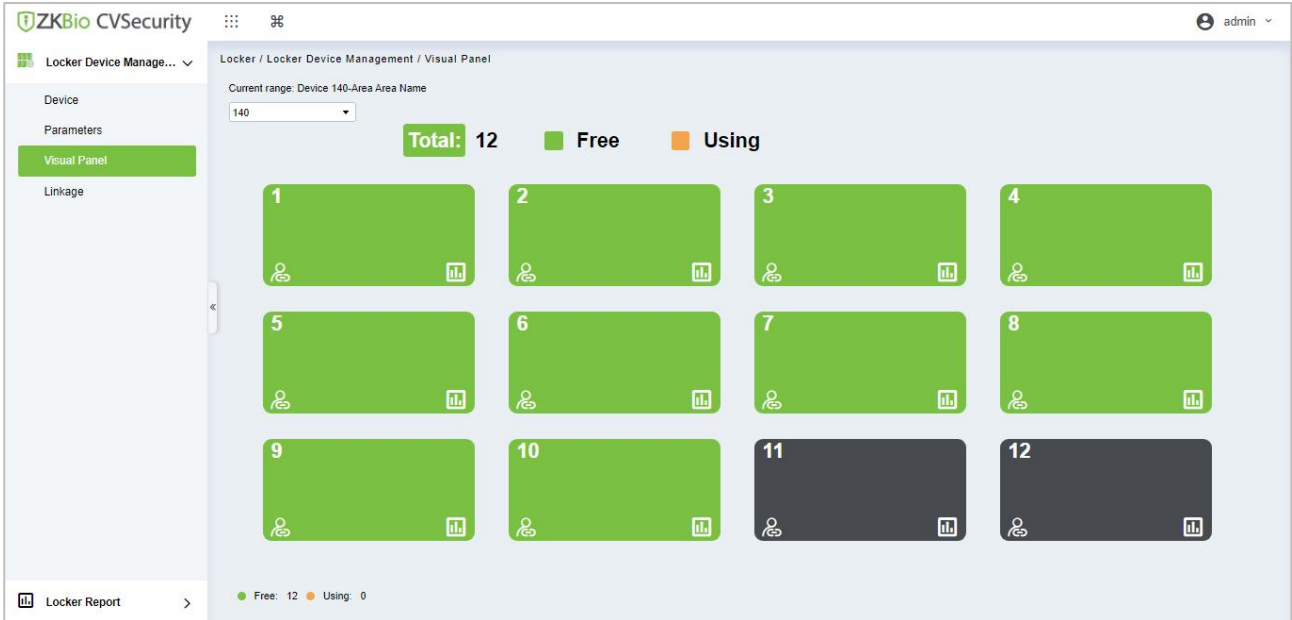 ZKBio CVSecurity
admin
Locker Device Manage...
Locker / Locker Device Management / Visual Panel
Device
Current range: Device 140-Area Area Name
140
Parameters
Total: 12 Free Using
Visual Panel
Linkage
1 2 3 4
5 6 7 8
9 10 11 12
Locker Report
Free: 12 Using: 0